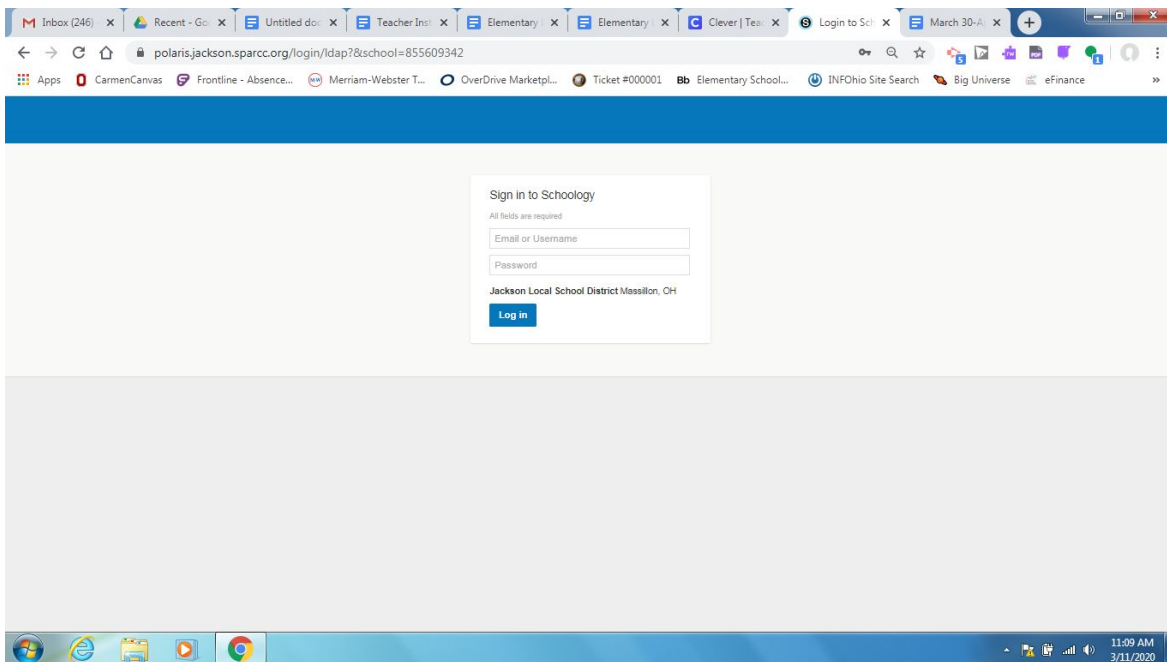 Inbox (246)
Recent - Go
Untitled doc
Teacher Inst
Elementary
Elementary
Clever | Teac
Login to Sch
March 30-A
polaris.jackson.sparcc.org/login/ldap?&school=855609342
Apps
CarmenCanvas
Frontline - Absence...
Merriam-Webster T...
OverDrive Marketpl...
Ticket #000001
Bb Elementary School...
INFOhio Site Search
Big Universe
eFinance
»
Sign in to Schoology
All fields are required
Email or Username
Password
Jackson Local School District Massillon, OH
Log in
11:09 AM
3/11/2020